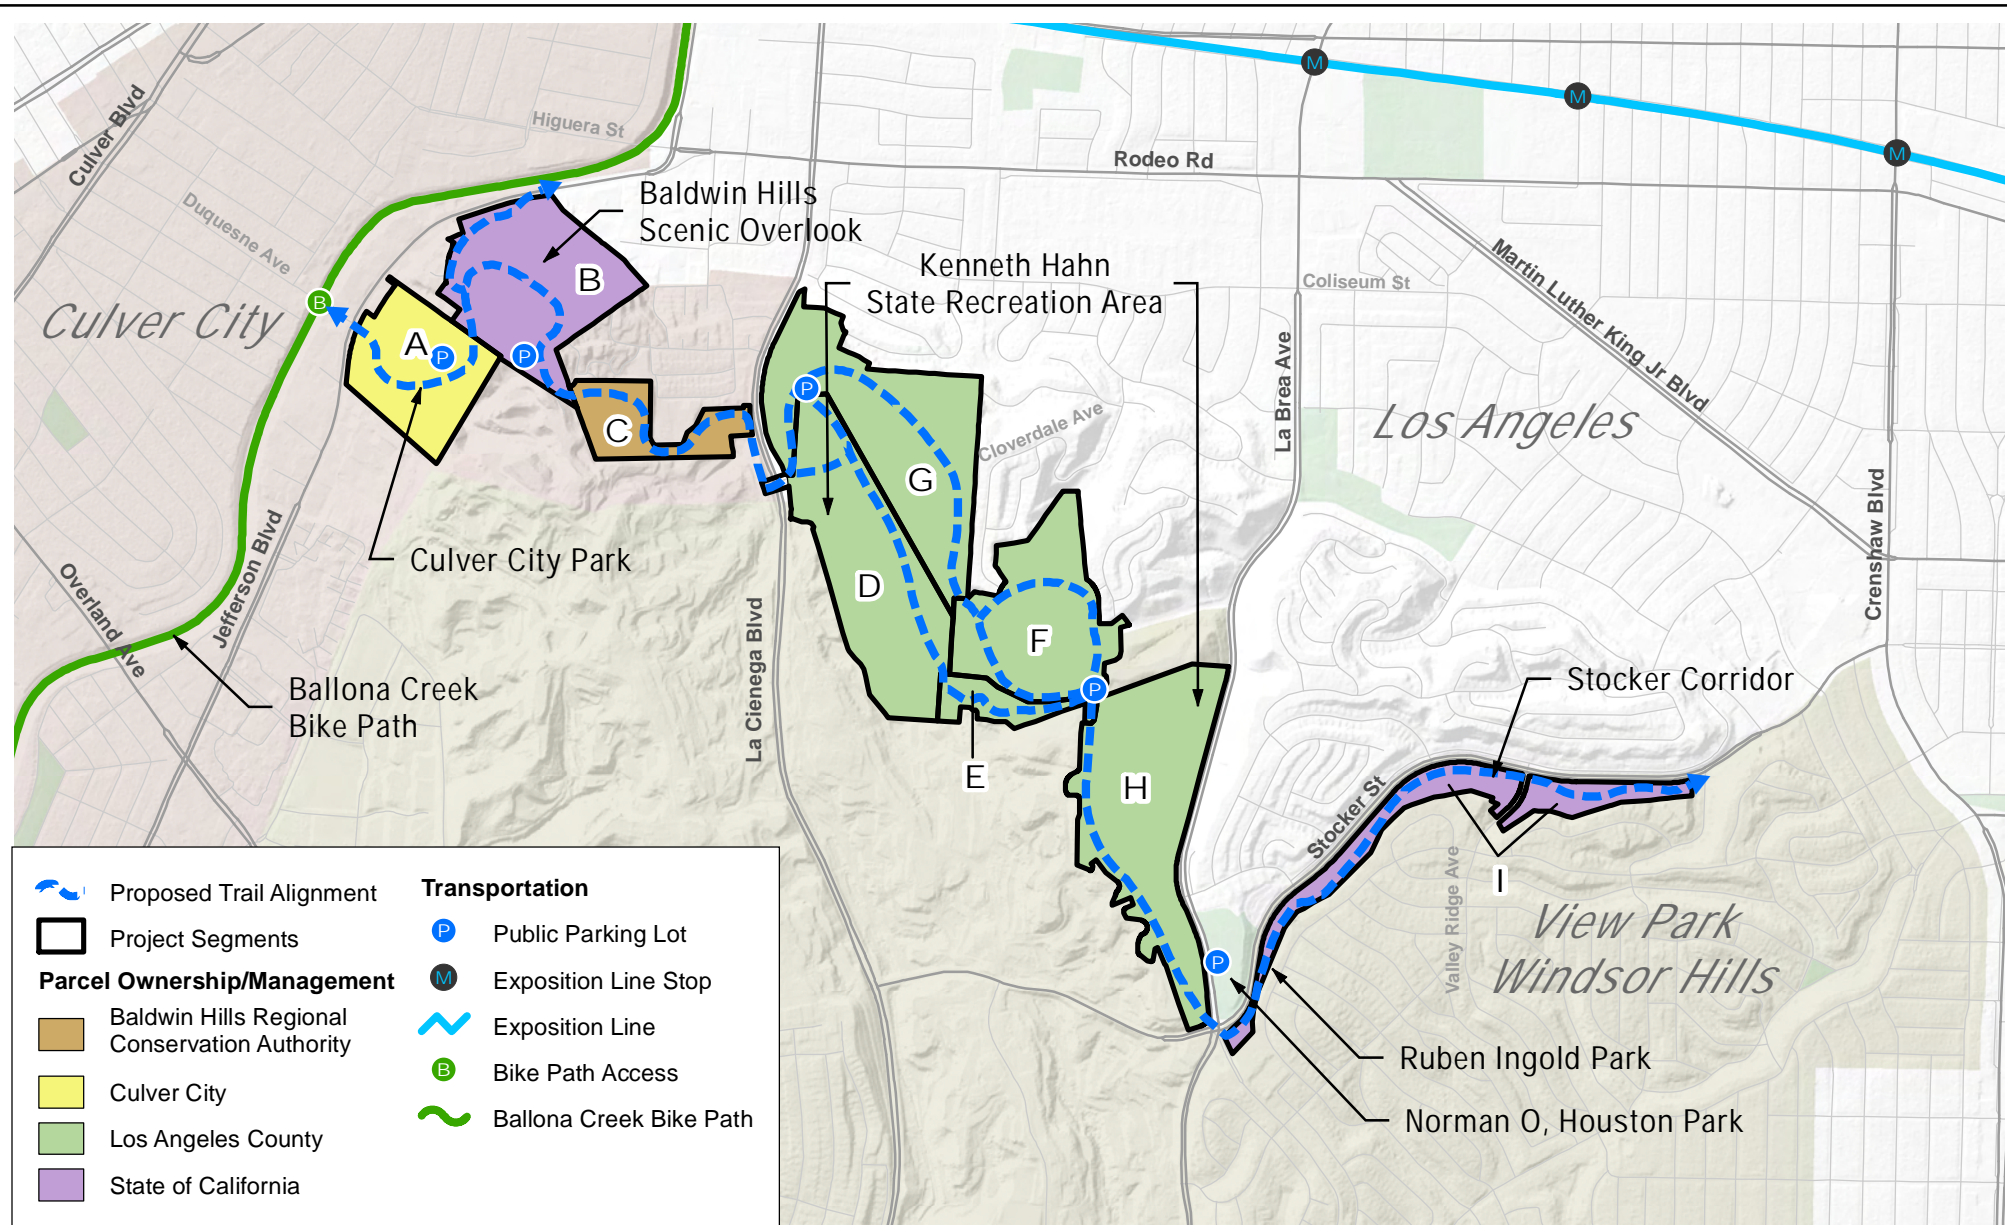 Culver Blvd
Higuera St
Duquesne Ave
Culver City
Baldwin Hills
Scenic Overlook
Kenneth Hahn
State Recreation Area
Rodeo Rd
M
M
M
Coliseum St
Martin Luther King Jr Blvd
Los Angeles
La Brea Ave
Cloverdale Ave
Crenshaw Blvd
B
A
P
P
B
C
P
G
D
F
P
E
H
Culver City Park
Overland Ave
Jefferson Blvd
La Cienega Blvd
Ballona Creek
Bike Path
Stocker Corridor
Stocker St
Valley Ridge Ave
I
View Park
Windsor Hills
P
Ruben Ingold Park
Norman O, Houston Park
Proposed Trail Alignment
Project Segments
Parcel Ownership/Management
Baldwin Hills Regional
Conservation Authority
Culver City
Los Angeles County
State of California
Transportation
P Public Parking Lot
M Exposition Line Stop
Exposition Line
B Bike Path Access
Ballona Creek Bike Path